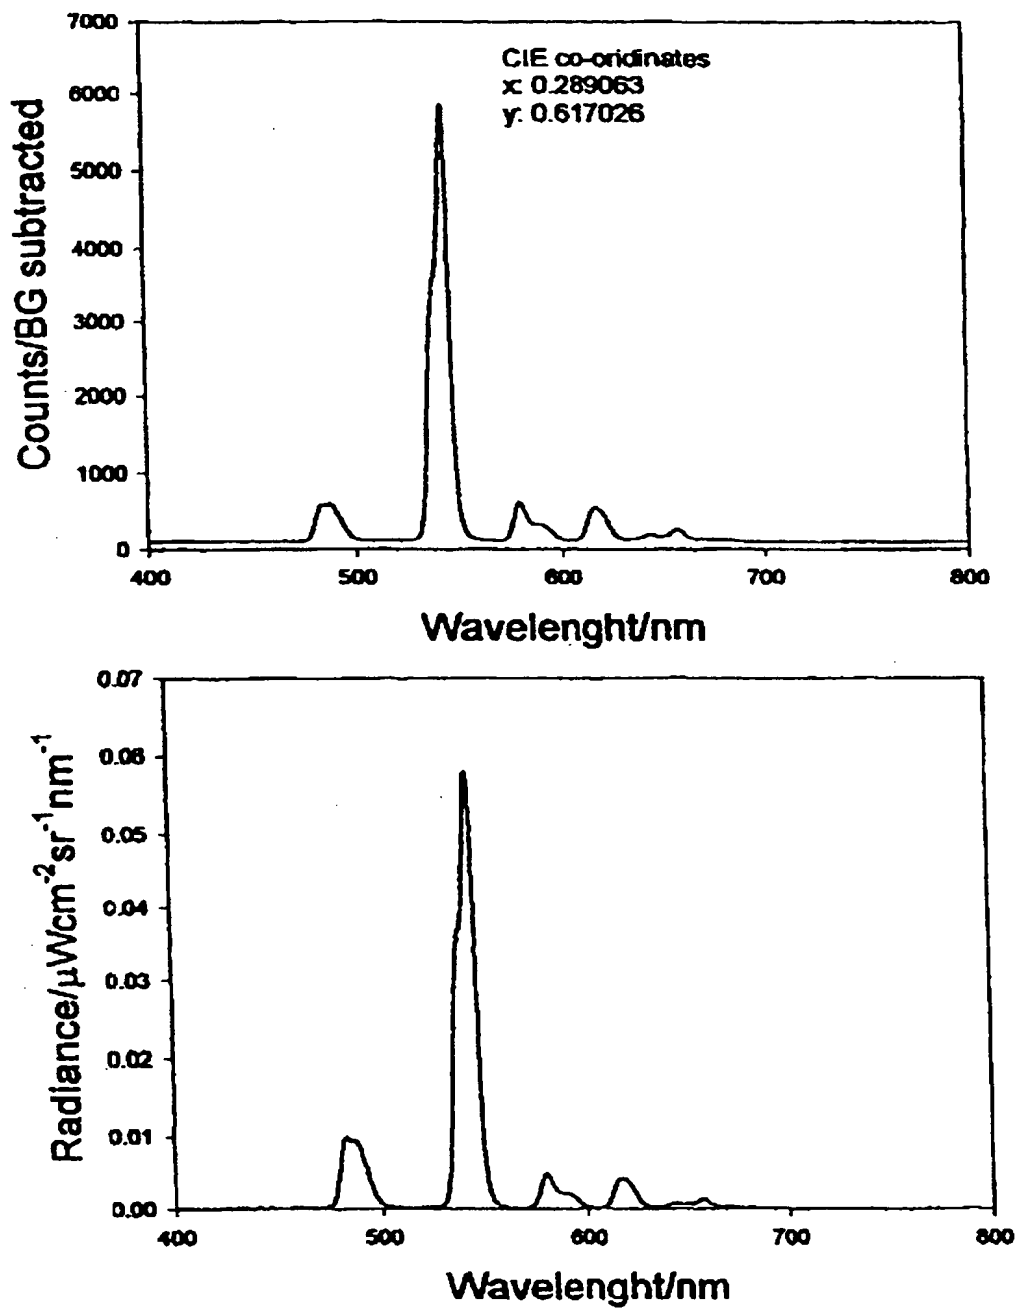 7000
6000
5000
4000
3000
2000
1000
0
Counts/BG subtracted
CIE co-oridinates
x: 0.289063
y: 0.617026
400 500 600 700 800
Wavelenght/nm
0.07
0.06
0.05
0.04
0.03
0.02
0.01
0.00
Radiance/μWcm⁻²sr⁻¹nm⁻¹
400 500 600 700 800
Wavelenght/nm